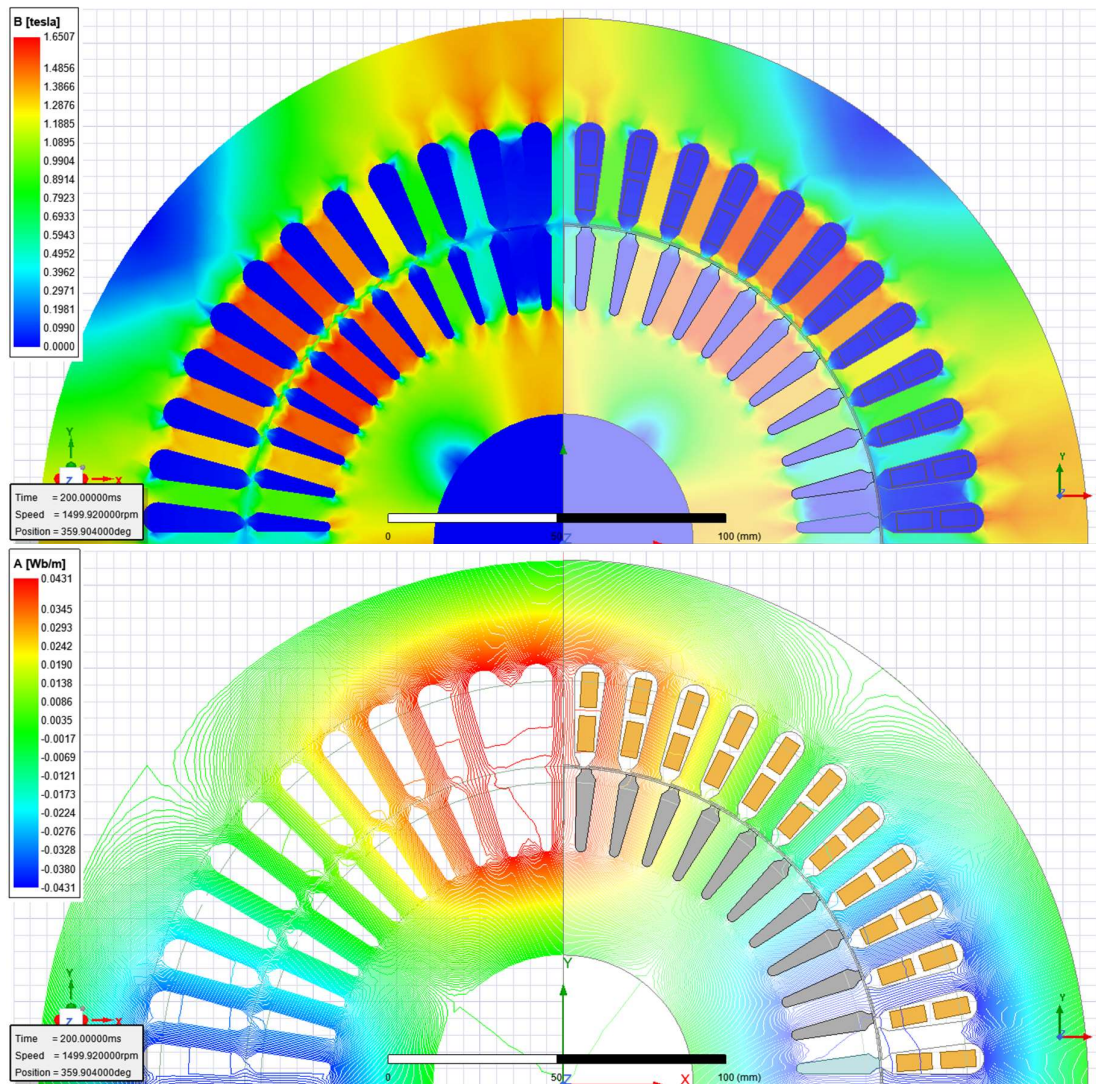 B [tesla]
1.6507
1.4856
1.3866
1.2876
1.1885
1.0895
0.9904
0.8914
0.7923
0.6933
0.5943
0.4952
0.3962
0.2971
0.1981
0.0990
0.0000
Y
Z X
Y
Time = 200.00000ms
Speed = 1499.920000rpm
Position = 359.904000deg
0 50 100 (mm)
Z
A [Wb/m]
0.0431
0.0345
0.0293
0.0242
0.0190
0.0138
0.0086
0.0035
-0.0017
-0.0069
-0.0121
-0.0173
-0.0224
-0.0276
-0.0328
-0.0380
-0.0431
Y
Y
Z X
Y
Time = 200.00000ms
Speed = 1499.920000rpm
Position = 359.904000deg
0 50 100 (mm)
Z X